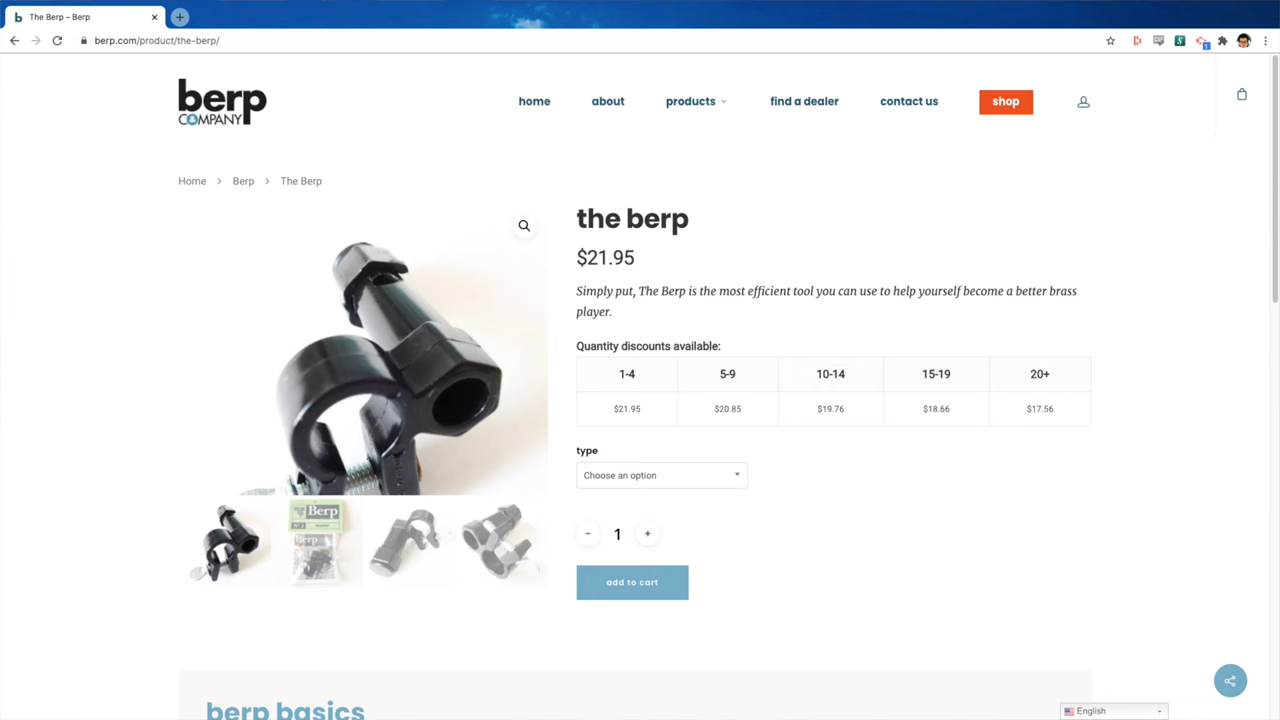 The Berp – Berp
berp.com/product/the-berp/
1
berp
COMPANY
home
about
products
find a dealer
contact us
shop
Home > Berp > The Berp
the berp
$21.95
Simply put, The Berp is the most efficient tool you can use to help yourself become a better brass
player.
Quantity discounts available:
1-4 5-9 10-14 15-19 20+
$21.95 $20.85 $19.76 $18.66 $17.56
type
Choose an option
- 1 +
add to cart
Berp
Berp
berp basics
English